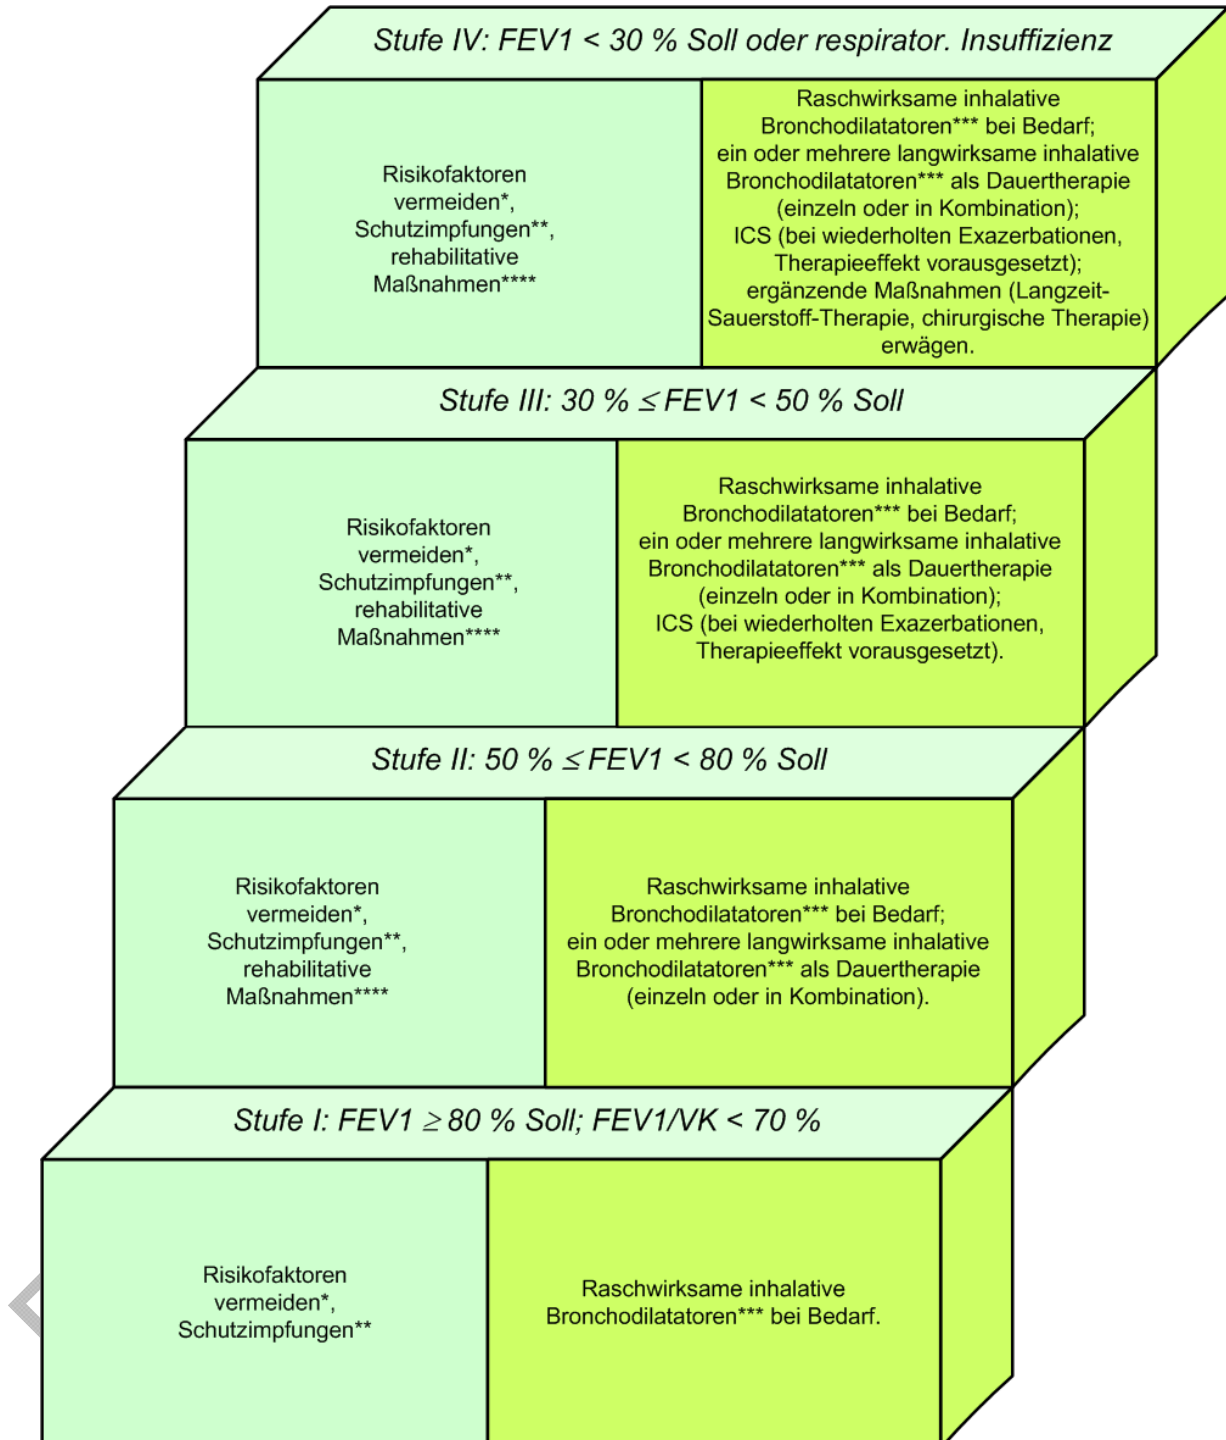 Stufe IV: FEV1 < 30 % Soll oder respirator. Insuffizienz
Risikofaktoren
vermeiden*,
Schutzimpfungen**,
rehabilitative
Maßnahmen****
Raschwirksame inhalative
Bronchodilatatoren*** bei Bedarf;
ein oder mehrere langwirksame inhalative
Bronchodilatatoren*** als Dauertherapie
(einzeln oder in Kombination);
ICS (bei wiederholten Exazerbationen,
Therapieeffekt vorausgesetzt);
ergänzende Maßnahmen (Langzeit-
Sauerstoff-Therapie, chirurgische Therapie)
erwägen.
Stufe III: 30 % ≤ FEV1 < 50 % Soll
Risikofaktoren
vermeiden*,
Schutzimpfungen**,
rehabilitative
Maßnahmen****
Raschwirksame inhalative
Bronchodilatatoren*** bei Bedarf;
ein oder mehrere langwirksame inhalative
Bronchodilatatoren*** als Dauertherapie
(einzeln oder in Kombination);
ICS (bei wiederholten Exazerbationen,
Therapieeffekt vorausgesetzt).
Stufe II: 50 % ≤ FEV1 < 80 % Soll
Risikofaktoren
vermeiden*,
Schutzimpfungen**,
rehabilitative
Maßnahmen****
Raschwirksame inhalative
Bronchodilatatoren*** bei Bedarf;
ein oder mehrere langwirksame inhalative
Bronchodilatatoren*** als Dauertherapie
(einzeln oder in Kombination).
Stufe I: FEV1 ≥ 80 % Soll; FEV1/VK < 70 %
Risikofaktoren
vermeiden*,
Schutzimpfungen**
Raschwirksame inhalative
Bronchodilatatoren*** bei Bedarf.